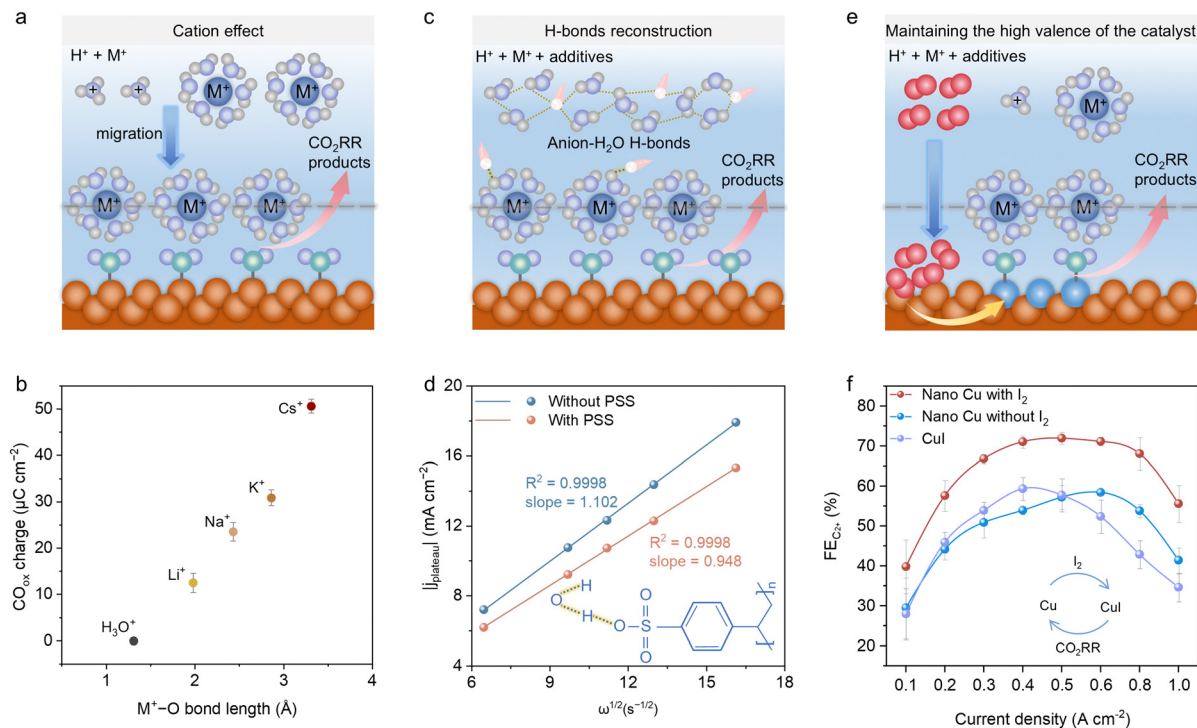 a
Cation effect
H⁺ + M⁺
+
+
M⁺
M⁺
migration
CO₂RR
products
M⁺
M⁺
M⁺
c
H-bonds reconstruction
H⁺ + M⁺ + additives
Anion-H₂O H-bonds
CO₂RR
products
M⁺
M⁺
M⁺
e
Maintaining the high valence of the catalyst
H⁺ + M⁺ + additives
+
M⁺
CO₂RR
products
M⁺
M⁺
b
COₒₓ charge (µC cm⁻²)
50
40
30
20
10
0
Cs⁺
K⁺
Na⁺
Li⁺
H₃O⁺
1
2
3
4
M⁺−O bond length (Å)
d
|j_plateau| (mA cm⁻²)
20
16
12
8
4
Without PSS
With PSS
R² = 0.9998
slope = 1.102
R² = 0.9998
slope = 0.948
H
O
H
O
O
S
O
n
6
9
12
15
18
ω^1/2(s^−1/2)
f
FE_C₂₊ (%)
80
70
60
50
40
30
20
10
Nano Cu with I₂
Nano Cu without I₂
CuI
I₂
Cu
CuI
CO₂RR
0.1
0.2
0.3
0.4
0.5
0.6
0.8
1.0
Current density (A cm⁻²)